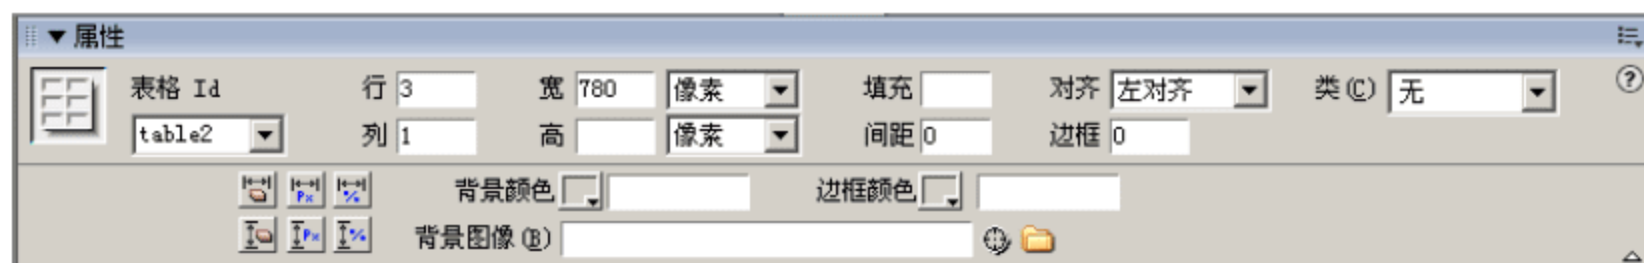 属性
表格 Id 行 3 宽 780 像素 填充 对齐 左对齐 类(C) 无
table2 列 1 高 像素 间距 0 边框 0
背景颜色 边框颜色
背景图像(B)